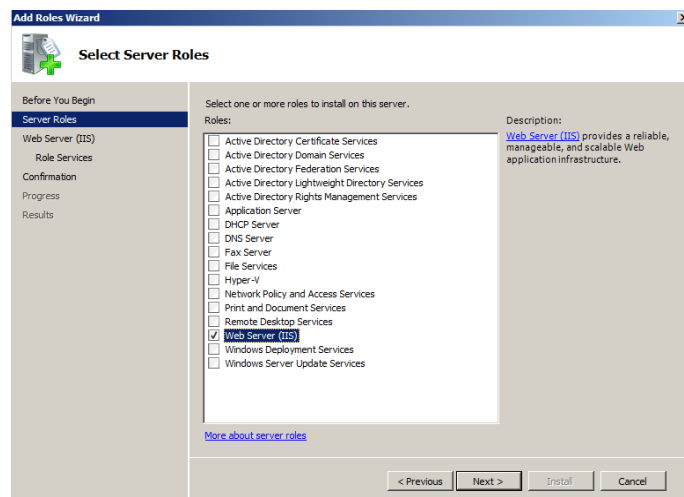 Add Roles Wizard
Select Server Roles
Before You Begin
Server Roles
Web Server (IIS)
Role Services
Confirmation
Progress
Results
Select one or more roles to install on this server.
Roles:
Active Directory Certificate Services
Active Directory Domain Services
Active Directory Federation Services
Active Directory Lightweight Directory Services
Active Directory Rights Management Services
Application Server
DHCP Server
DNS Server
Fax Server
File Services
Hyper-V
Network Policy and Access Services
Print and Document Services
Remote Desktop Services
Web Server (IIS)
Windows Deployment Services
Windows Server Update Services
More about server roles
Description:
Web Server (IIS) provides a reliable,
manageable, and scalable Web
application infrastructure.
< Previous
Next >
Install
Cancel